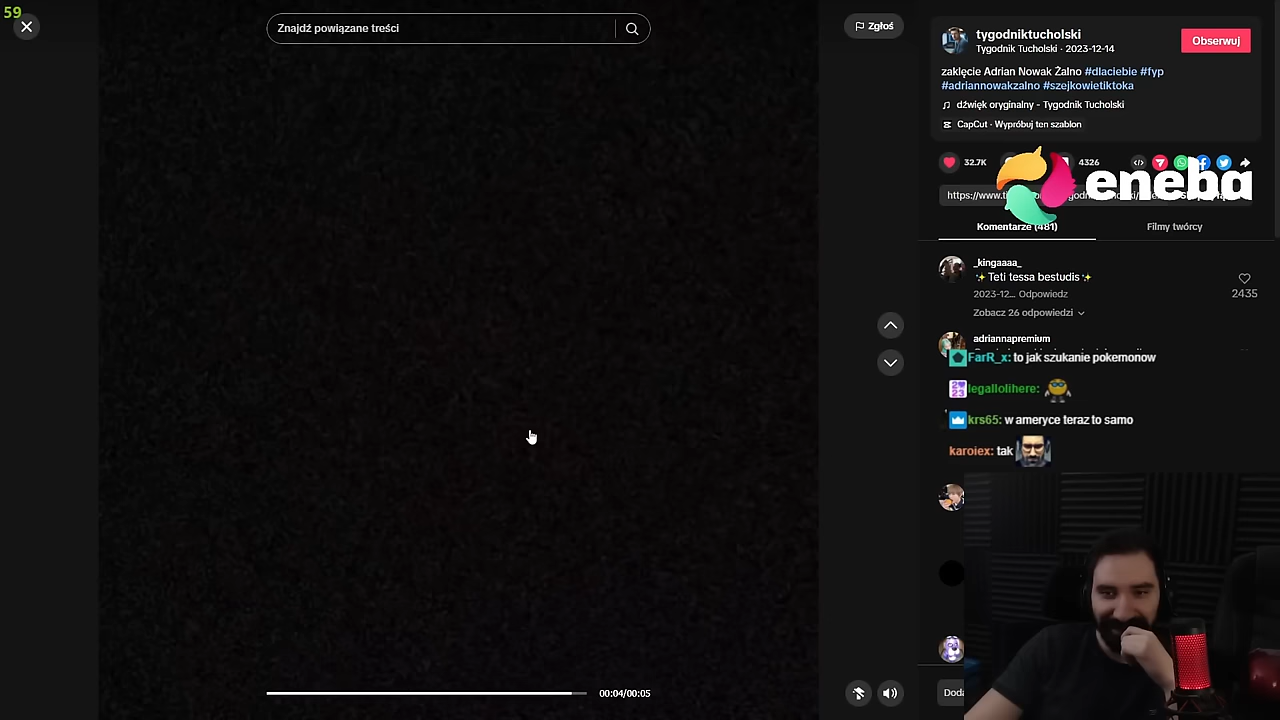 59
Znajdź powiązane treści
Zgłoś
tygodniktucholski
Tygodnik Tucholski · 2023-12-14
Obserwuj
zaklęcie Adrian Nowak Żalno #dlaciebie #fyp
#adriannowakzalno #szejkowietiktoka
dźwięk oryginalny - Tygodnik Tucholski
CapCut · Wypróbuj ten szablon
32.7K
4326
eneba
https://www.t
Komentarze (481)
Filmy twórcy
_kingaaaa_
✨Teti tessa bestudis✨
2023-12... Odpowiedz
2435
Zobacz 26 odpowiedzi
adriannapremium
FarR_x: to jak szukanie pokemonow
legallolihere:
krs65: w ameryce teraz to samo
karoiex: tak
00:04/00:05
Doda